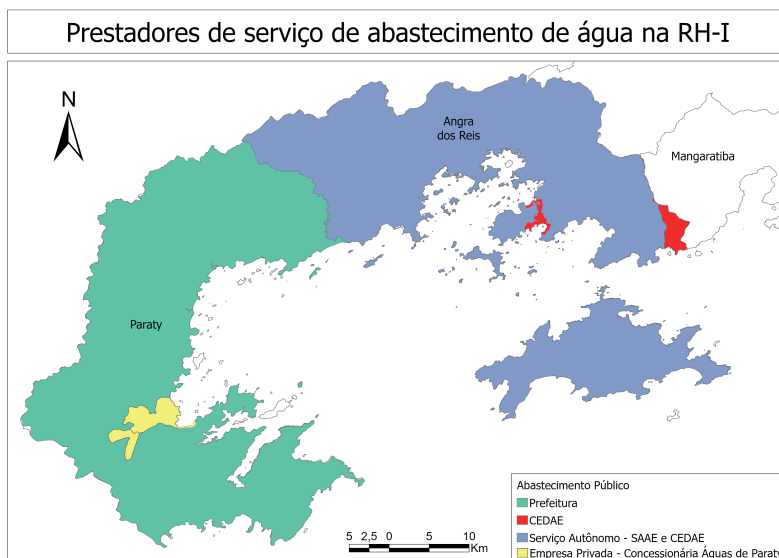 Prestadores de serviço de abastecimento de água na RH-I
N
Angra
dos Reis
Mangaratiba
Paraty
Abastecimento Público
Prefeitura
CEDAE
Serviço Autônomo - SAAE e CEDAE
Empresa Privada - Concessionária Águas de Paraty
5 2,5 0 5 10
Km